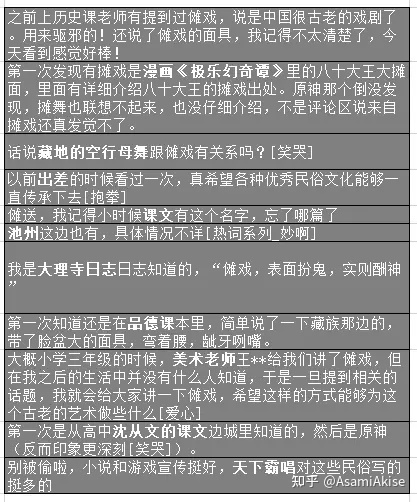 之前上历史课老师有提到过傩戏，说是中国很古老的戏剧了
。用来驱邪的！还说了傩戏的面具，我记得不太清楚了，今
天看到感觉好棒！
第一次发现有摊戏是漫画《极乐幻奇谭》里的八十大王大摊
面，里面有详细介绍八十大王的摊戏出处。原神那个倒没发
现，摊舞也联想不起来，也没仔细介绍，不是评论区说来自
摊戏还真发觉不了。
话说藏地的空行母舞跟傩戏有关系吗？[笑哭]
以前出差的时候看过一次，真希望各种优秀民俗文化能够一
直传承下去[抱拳]
傩送，我记得小时候课文有这个名字，忘了哪篇了
池州这边也有，具体情况不详[热词系列_妙啊]
我是大理寺日志日志知道的，“傩戏，表面扮鬼，实则酬神
”
第一次知道还是在品德课本里，简单说了一下藏族那边的，
带了脸盆大的面具，弯着腰，龇牙咧嘴。
大概小学三年级的时候，美术老师王**给我们讲了傩戏，但
在我之后的生活中并没有什么人知道，于是一旦提到相关的
话题，我就会给大家讲一下傩戏，希望这样的方式能够为这
个古老的艺术做些什么[爱心]
第一次是从高中沈从文的课文边城里知道的，然后是原神
（反而印象更深刻[笑哭]）。
别被偷啦，小说和游戏宣传挺好，天下霸唱对这些民俗写的
挺多的
知乎 @AsamiAkise